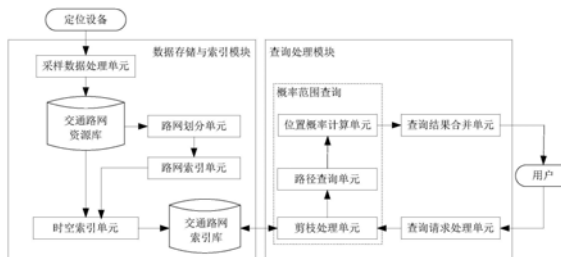 定位设备
数据存储与索引模块
查询处理模块
采样数据处理单元
概率范围查询
交通路网
资源库
路网划分单元
位置概率计算单元
查询结果合并单元
路网索引单元
路径查询单元
用户
时空索引单元
交通路网
索引库
剪枝处理单元
查询请求处理单元